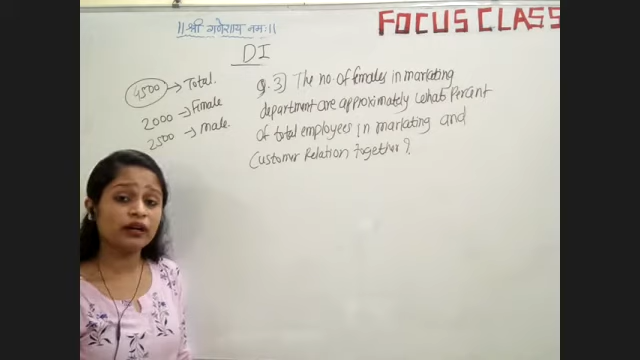 ॥ श्री गणेशाय नमः ॥
FOCUS CLASS
DI
4500 → Total.
2000 → Female
2500 → Male.
Q.3) The no. of females in marketing
department are approximately what percent
of total employees in marketing and
Customer Relation together?